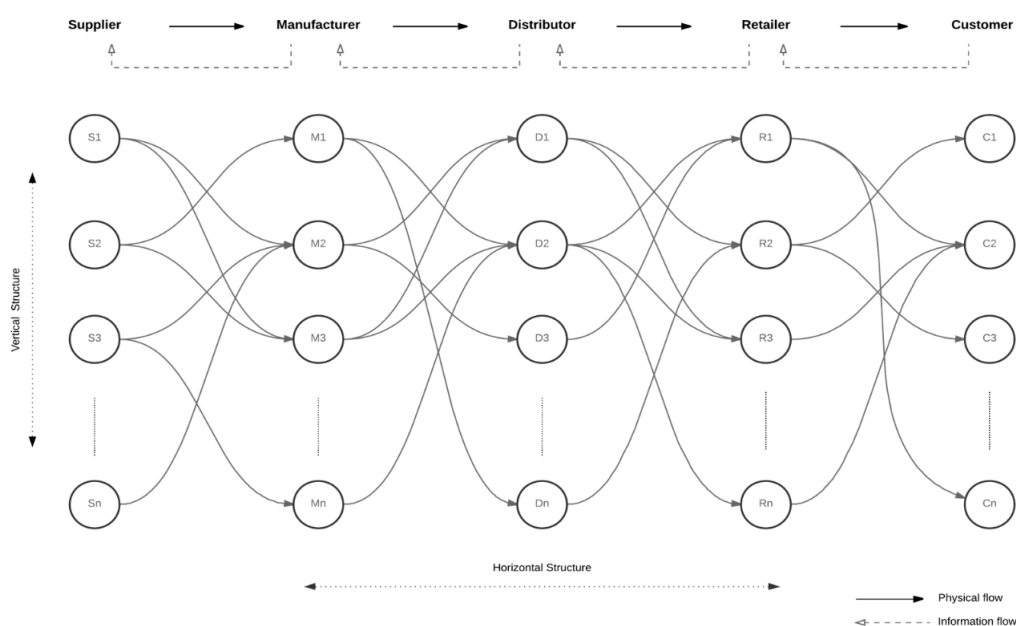 Supplier Manufacturer Distributor Retailer Customer
S1 M1 D1 R1 C1
S2 M2 D2 R2 C2
Vertical Structure
S3 M3 D3 R3 C3
Sn Mn Dn Rn Cn
Horizontal Structure
Physical flow
Information flow